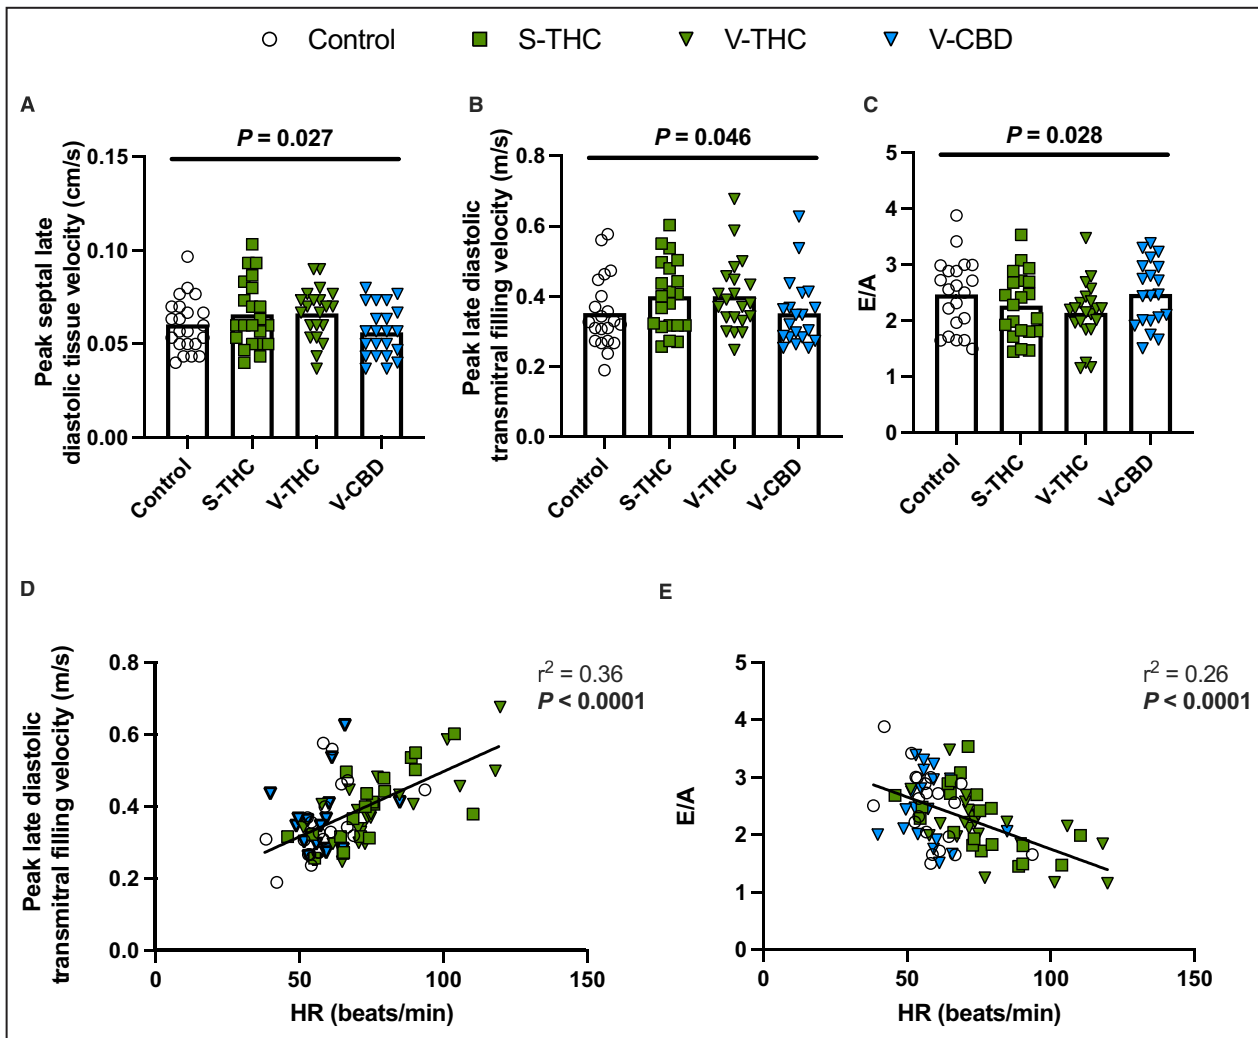 Control S-THC V-THC V-CBD
A
P = 0.027
Peak septal late
diastolic tissue velocity (cm/s)
0.15
0.10
0.05
0.00
Control S-THC V-THC V-CBD
B
P = 0.046
Peak late diastolic
transmitral filling velocity (m/s)
0.8
0.6
0.4
0.2
0.0
Control S-THC V-THC V-CBD
C
P = 0.028
E/A
5
4
3
2
1
0
Control S-THC V-THC V-CBD
D
r² = 0.36
P < 0.0001
Peak late diastolic
transmitral filling velocity (m/s)
0.8
0.6
0.4
0.2
0.0
0 50 100 150
HR (beats/min)
E
r² = 0.26
P < 0.0001
E/A
5
4
3
2
1
0
0 50 100 150
HR (beats/min)